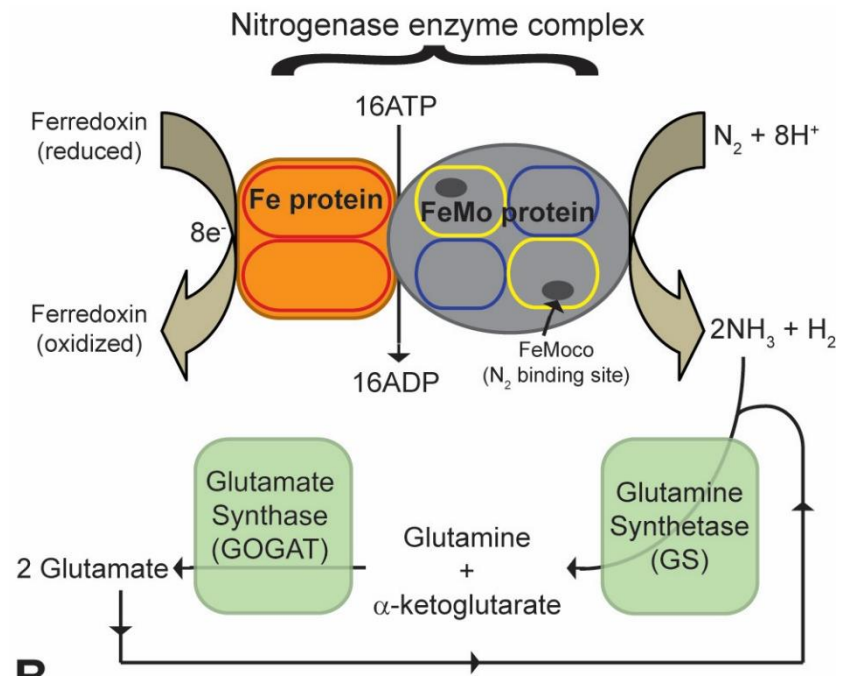 Nitrogenase enzyme complex
Ferredoxin
(reduced)
16ATP
N₂ + 8H⁺
Fe protein
FeMo protein
8e⁻
Ferredoxin
(oxidized)
FeMoco
(N₂ binding site)
2NH₃ + H₂
16ADP
Glutamate
Synthase
(GOGAT)
Glutamine
Synthetase
(GS)
2 Glutamate
Glutamine
+
α-ketoglutarate
B